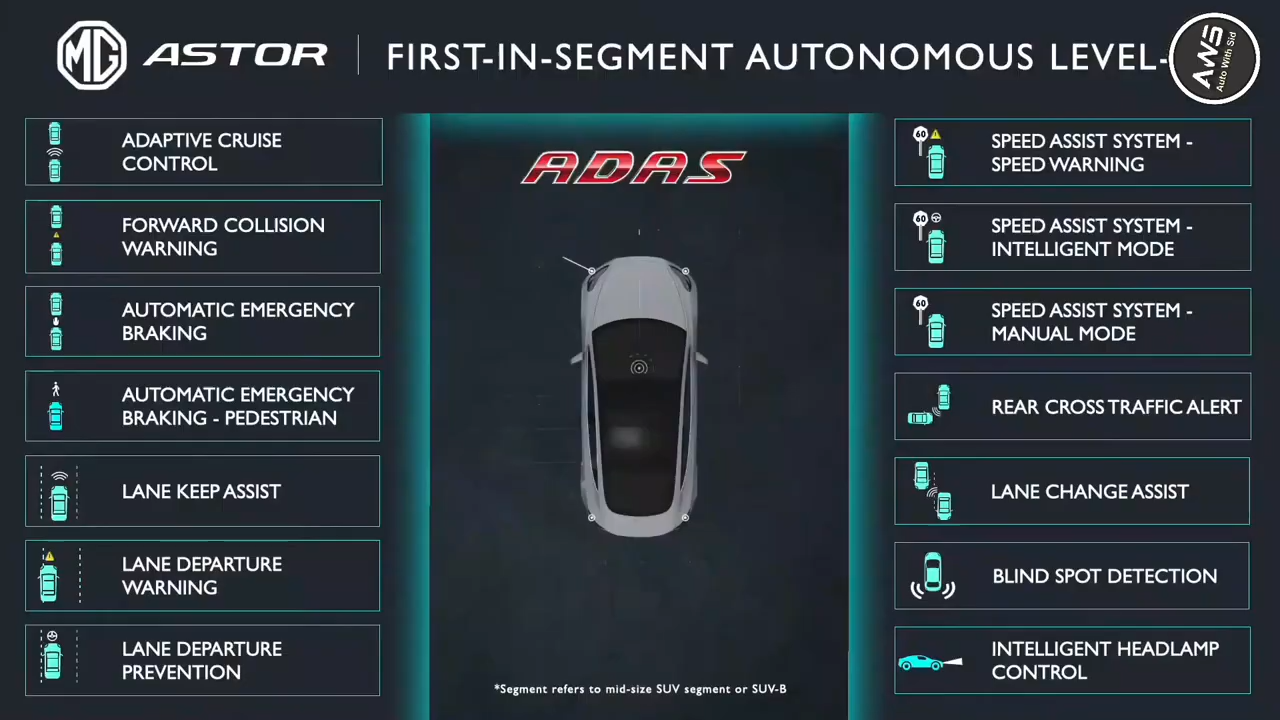 MG ASTOR
FIRST-IN-SEGMENT AUTONOMOUS LEVEL-
AWS
Auto With Sid
ADAPTIVE CRUISE
CONTROL
FORWARD COLLISION
WARNING
AUTOMATIC EMERGENCY
BRAKING
AUTOMATIC EMERGENCY
BRAKING - PEDESTRIAN
LANE KEEP ASSIST
LANE DEPARTURE
WARNING
LANE DEPARTURE
PREVENTION
ADAS
*Segment refers to mid-size SUV segment or SUV-B
60
SPEED ASSIST SYSTEM -
SPEED WARNING
60
SPEED ASSIST SYSTEM -
INTELLIGENT MODE
60
SPEED ASSIST SYSTEM -
MANUAL MODE
REAR CROSS TRAFFIC ALERT
LANE CHANGE ASSIST
BLIND SPOT DETECTION
INTELLIGENT HEADLAMP
CONTROL